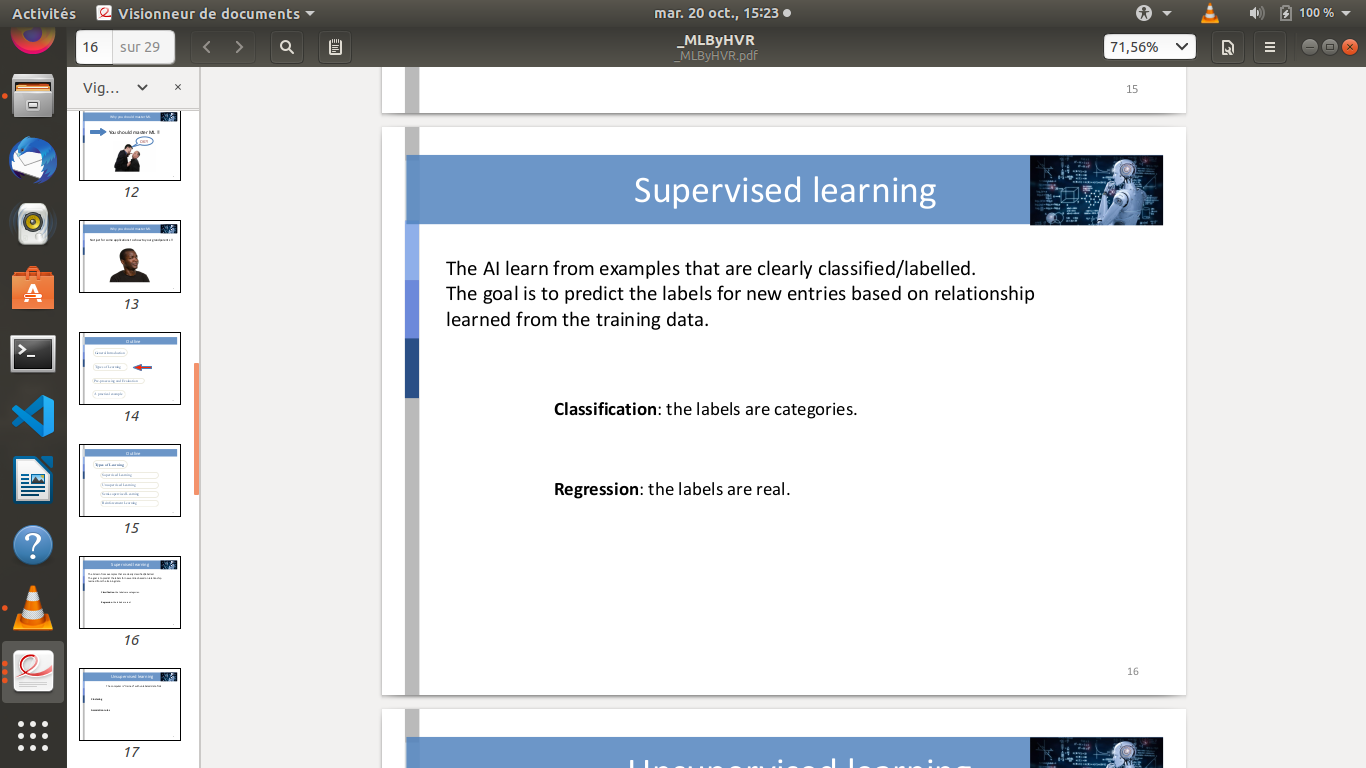 Activités
Visionneur de documents
mar. 20 oct., 15:23
100 %
16
sur 29
_MLByHVR
_MLByHVR.pdf
71,56%
Vig...
You should master ML !!
12
13
Outline
14
Outline
Types of Learning
15
Supervised learning
16
Unsupervised learning
17
15
Supervised learning
The AI learn from examples that are clearly classified/labelled.
The goal is to predict the labels for new entries based on relationship
learned from the training data.
Classification: the labels are categories.
Regression: the labels are real.
16
Unsupervised learning